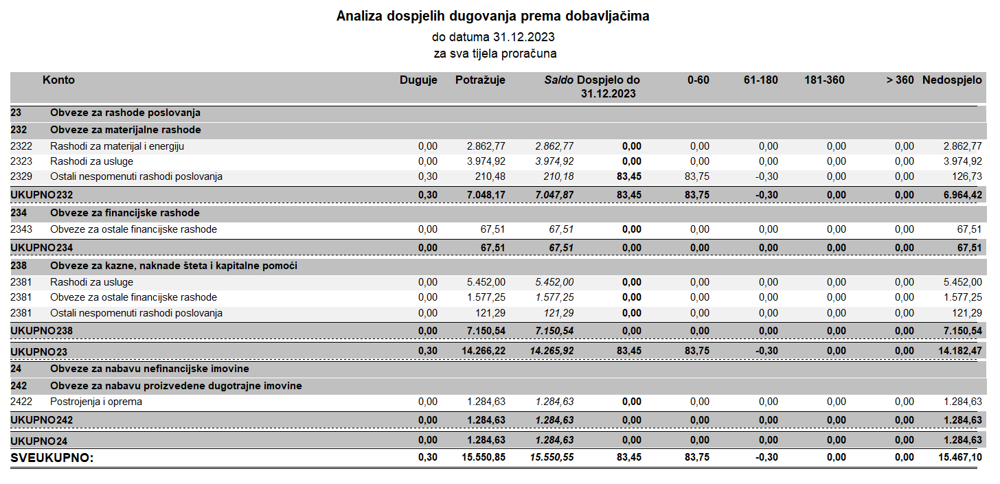 Analiza dospjelih dugovanja prema dobavljačima
do datuma 31.12.2023
za sva tijela proračuna
Konto Duguje Potražuje Saldo Dospjelo do 0-60 61-180 181-360 > 360 Nedospjelo
31.12.2023
23 Obveze za rashode poslovanja
232 Obveze za materijalne rashode
2322 Rashodi za materijal i energiju 0,00 2.862,77 2.862,77 0,00 0,00 0,00 0,00 0,00 2.862,77
2323 Rashodi za usluge 0,00 3.974,92 3.974,92 0,00 0,00 0,00 0,00 0,00 3.974,92
2329 Ostali nespomenuti rashodi poslovanja 0,30 210,48 210,18 83,45 83,75 -0,30 0,00 0,00 126,73
UKUPNO232 0,30 7.048,17 7.047,87 83,45 83,75 -0,30 0,00 0,00 6.964,42
234 Obveze za financijske rashode
2343 Obveze za ostale financijske rashode 0,00 67,51 67,51 0,00 0,00 0,00 0,00 0,00 67,51
UKUPNO234 0,00 67,51 67,51 0,00 0,00 0,00 0,00 0,00 67,51
238 Obveze za kazne, naknade šteta i kapitalne pomoći
2381 Rashodi za usluge 0,00 5.452,00 5.452,00 0,00 0,00 0,00 0,00 0,00 5.452,00
2381 Obveze za ostale financijske rashode 0,00 1.577,25 1.577,25 0,00 0,00 0,00 0,00 0,00 1.577,25
2381 Ostali nespomenuti rashodi poslovanja 0,00 121,29 121,29 0,00 0,00 0,00 0,00 0,00 121,29
UKUPNO238 0,00 7.150,54 7.150,54 0,00 0,00 0,00 0,00 0,00 7.150,54
UKUPNO23 0,30 14.266,22 14.265,92 83,45 83,75 -0,30 0,00 0,00 14.182,47
24 Obveze za nabavu nefinancijske imovine
242 Obveze za nabavu proizvedene dugotrajne imovine
2422 Postrojenja i oprema 0,00 1.284,63 1.284,63 0,00 0,00 0,00 0,00 0,00 1.284,63
UKUPNO242 0,00 1.284,63 1.284,63 0,00 0,00 0,00 0,00 0,00 1.284,63
UKUPNO24 0,00 1.284,63 1.284,63 0,00 0,00 0,00 0,00 0,00 1.284,63
SVEUKUPNO: 0,30 15.550,85 15.550,55 83,45 83,75 -0,30 0,00 0,00 15.467,10